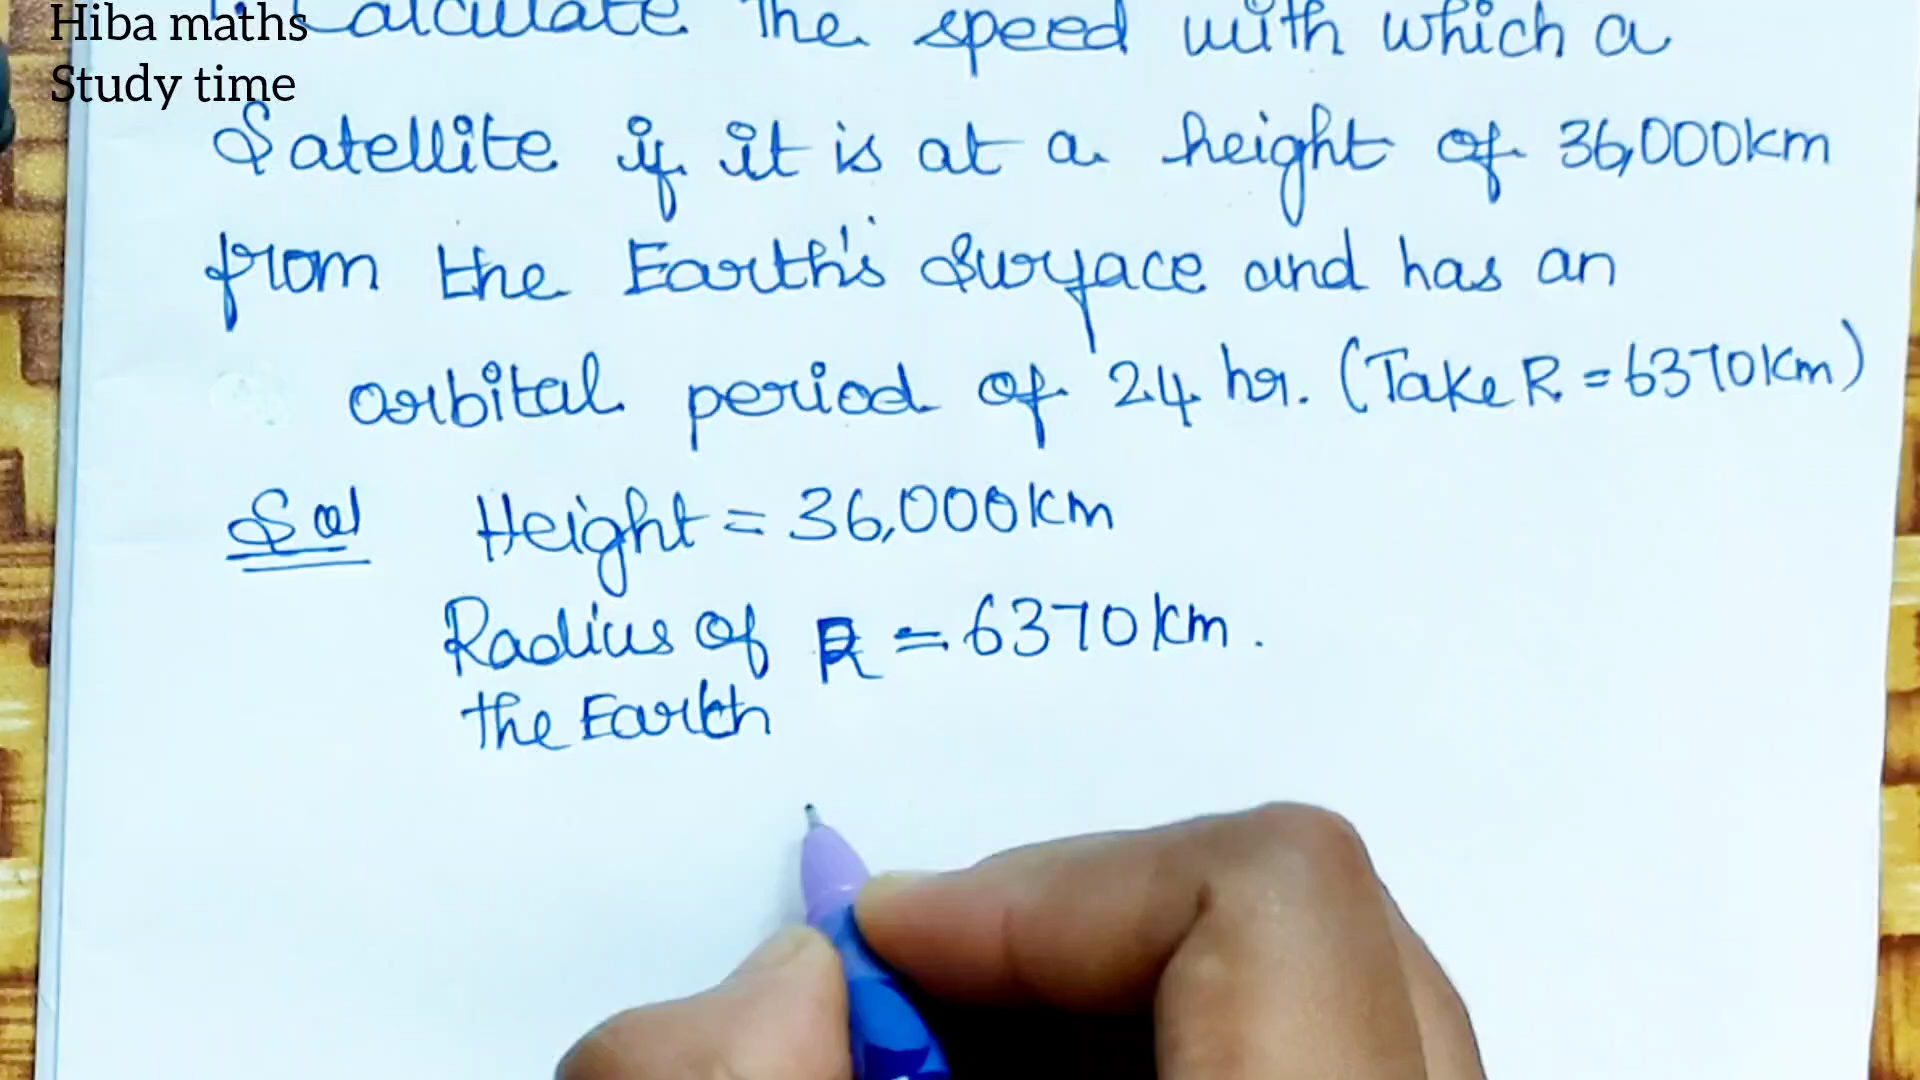 Hiba maths
Study time
Calculate the speed with which a
Satellite if it is at a height of 36,000km
from the Earth's Surface and has an
orbital period of 24 hr. (Take R = 6370km)
Sol Height = 36,000km
Radius of R = 6370km.
the Earth